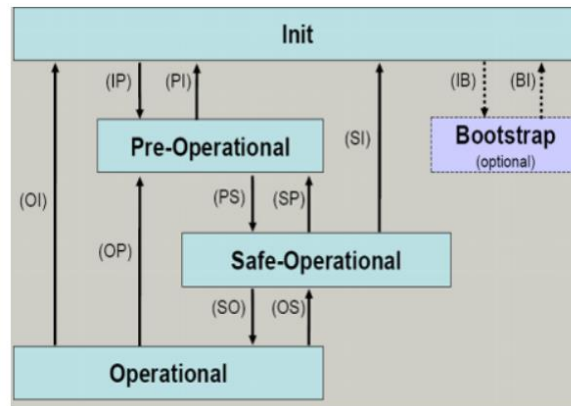 Init
(IP)
(PI)
(IB)
(BI)
(SI)
Pre-Operational
Bootstrap
(optional)
(OI)
(PS)
(SP)
(OP)
Safe-Operational
(SO)
(OS)
Operational